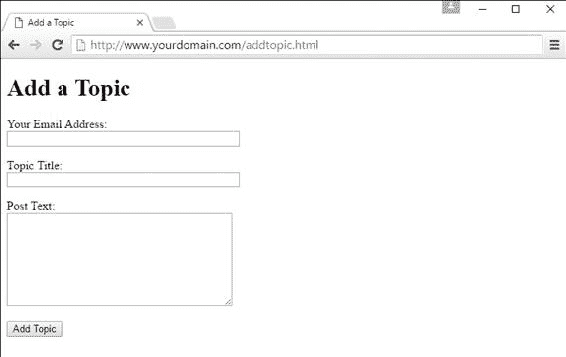 Add a Topic
http://www.yourdomain.com/addtopic.html
Add a Topic
Your Email Address:
Topic Title:
Post Text:
Add Topic